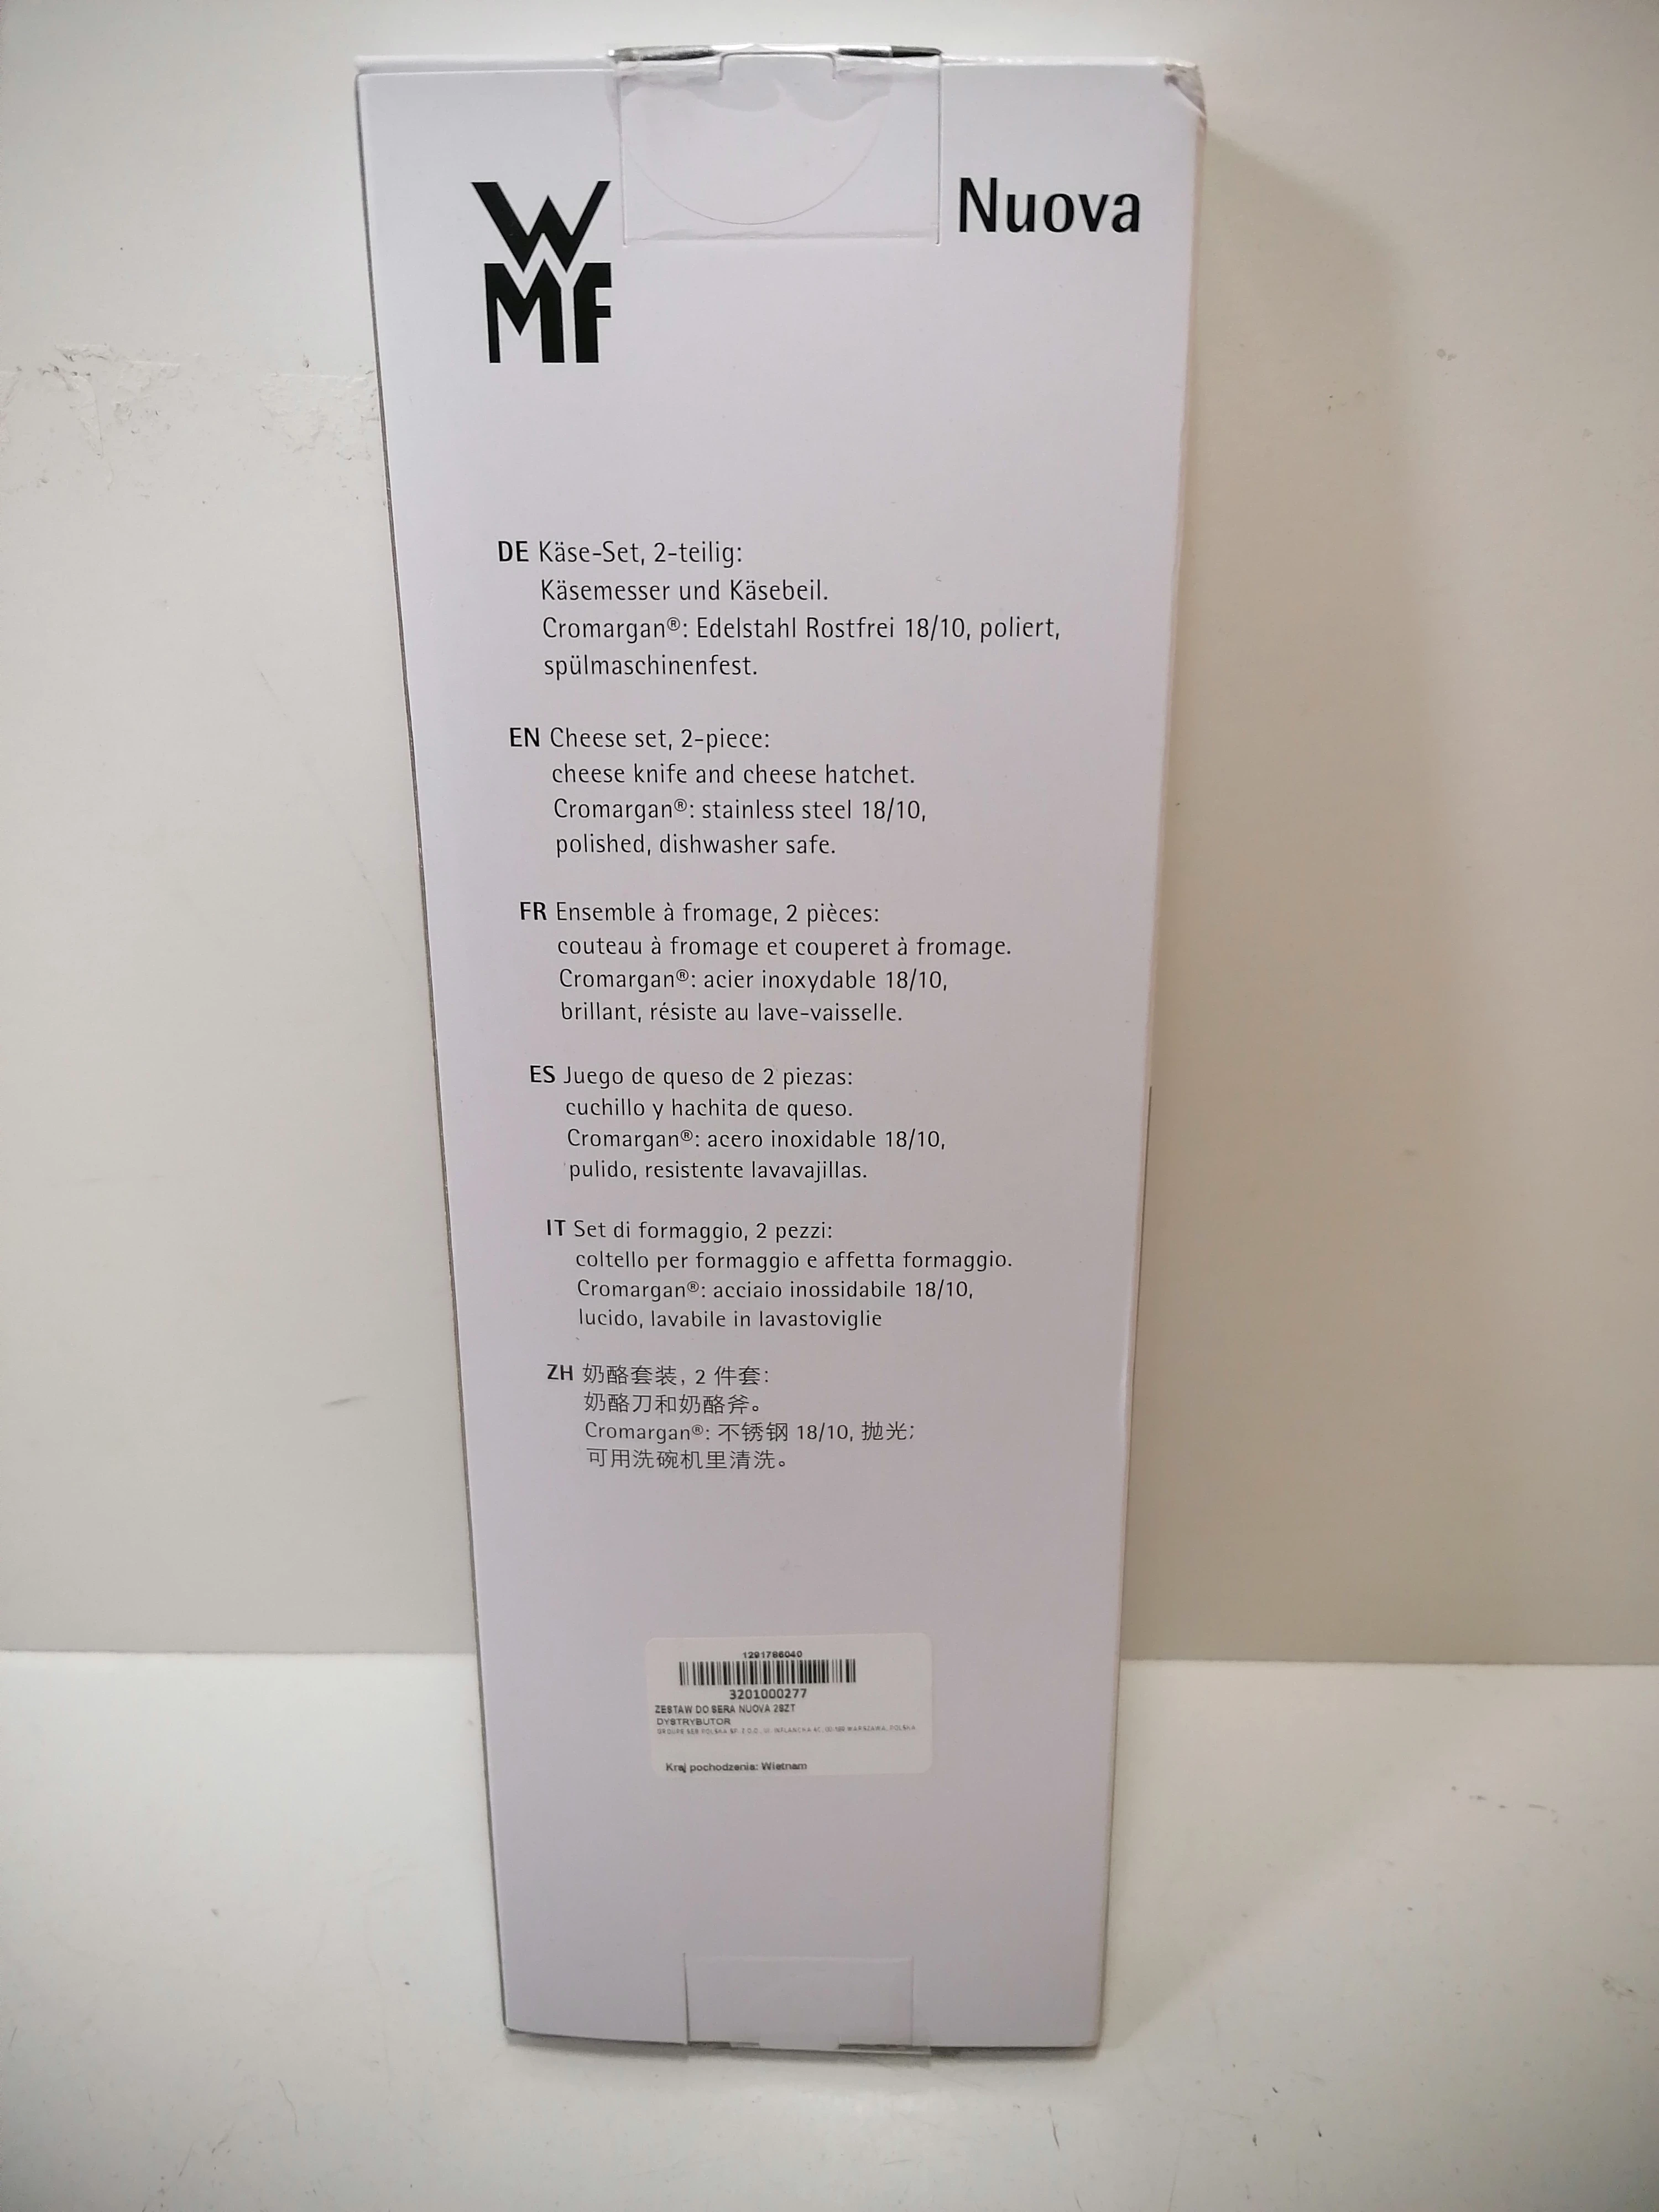 WMF
Nuova
DE Käse-Set, 2-teilig:
Käsemesser und Käsebeil.
Cromargan®: Edelstahl Rostfrei 18/10, poliert,
spülmaschinenfest.
EN Cheese set, 2-piece:
cheese knife and cheese hatchet.
Cromargan®: stainless steel 18/10,
polished, dishwasher safe.
FR Ensemble à fromage, 2 pièces:
couteau à fromage et couperet à fromage.
Cromargan®: acier inoxydable 18/10,
brillant, résiste au lave-vaisselle.
ES Juego de queso de 2 piezas:
cuchillo y hachita de queso.
Cromargan®: acero inoxidable 18/10,
pulido, resistente lavavajillas.
IT Set di formaggio, 2 pezzi:
coltello per formaggio e affetta formaggio.
Cromargan®: acciaio inossidabile 18/10,
lucido, lavabile in lavastoviglie
ZH 奶酪套装, 2 件套:
奶酪刀和奶酪斧。
Cromargan®: 不锈钢 18/10, 抛光;
可用洗碗机里清洗。
1291786040
3201000277
ZESTAW DO SERA NUOVA 2SZT
DYSTRYBUTOR
GROUPE SEB POLSKA SP. Z O.O., UL. WARSZAWA, POLSKA
Kraj pochodzenia: Wietnam